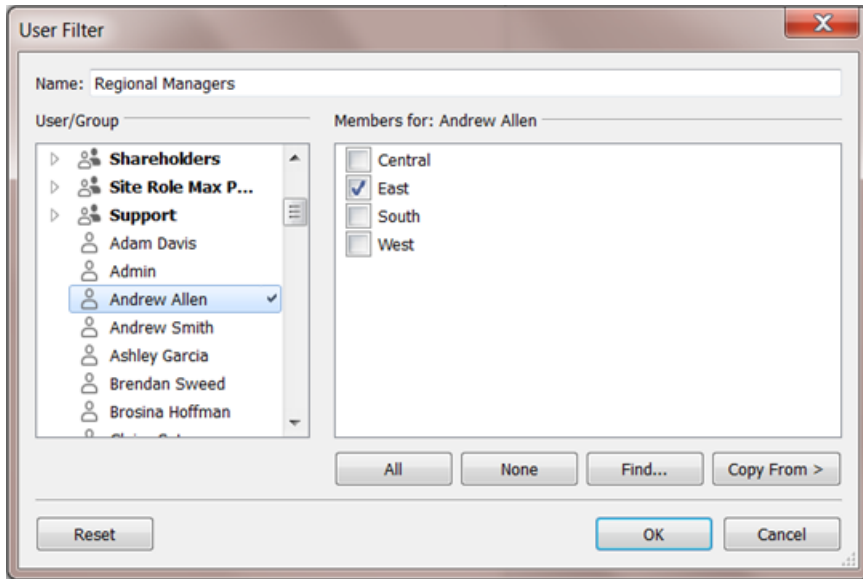 User Filter
Name: Regional Managers
User/Group
Members for: Andrew Allen
Shareholders
Site Role Max P...
Support
Adam Davis
Admin
Andrew Allen
Andrew Smith
Ashley Garcia
Brendan Sweed
Brosina Hoffman
Central
East
South
West
All
None
Find...
Copy From >
Reset
OK
Cancel